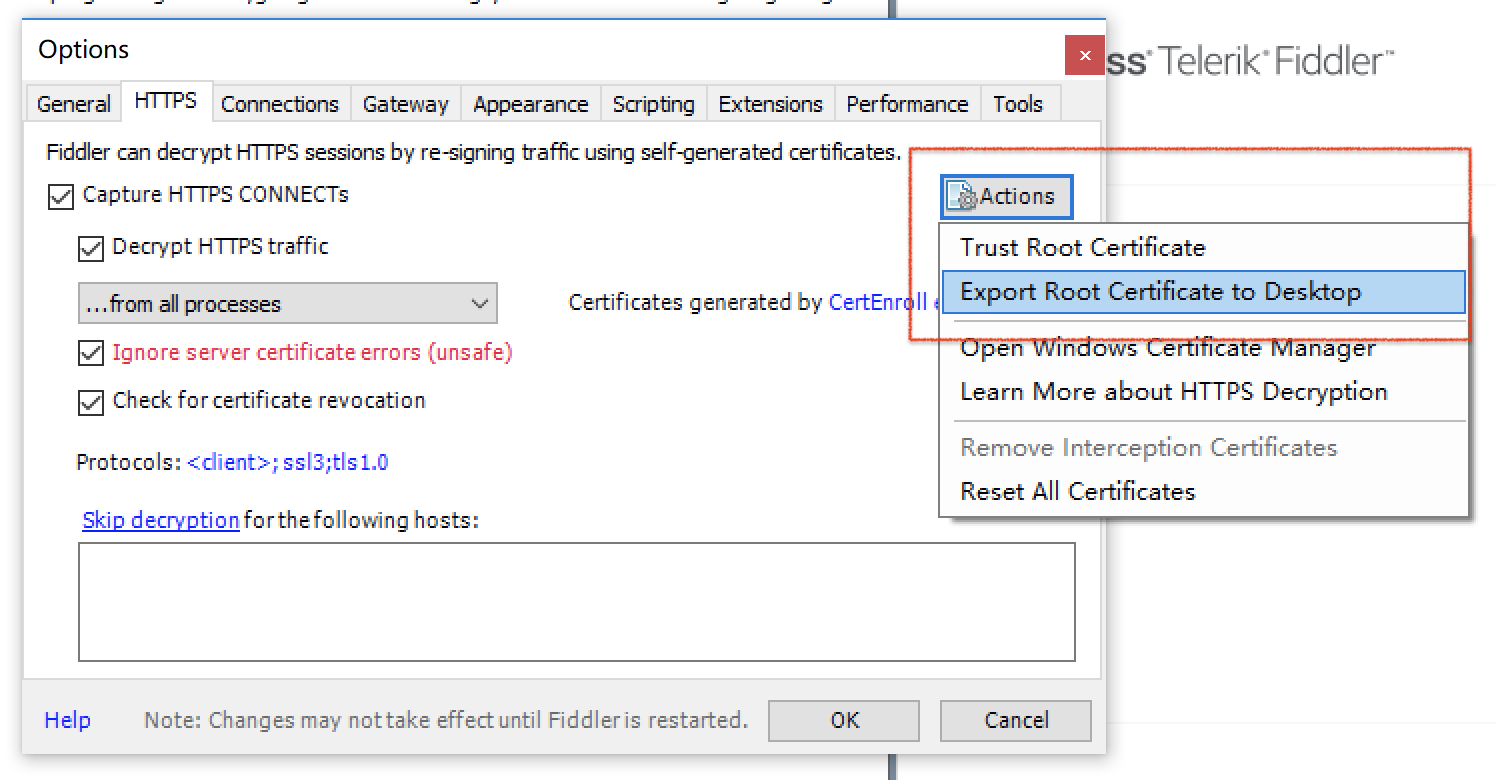 Options
×
ss® Telerik® Fiddler™
General HTTPS Connections Gateway Appearance Scripting Extensions Performance Tools
Fiddler can decrypt HTTPS sessions by re-signing traffic using self-generated certificates.
Capture HTTPS CONNECTs
Actions
Decrypt HTTPS traffic
Trust Root Certificate
...from all processes
Certificates generated by CertEnroll
Export Root Certificate to Desktop
Ignore server certificate errors (unsafe)
Open Windows Certificate Manager
Check for certificate revocation
Learn More about HTTPS Decryption
Protocols: <client>;ssl3;tls1.0
Remove Interception Certificates
Reset All Certificates
Skip decryption for the following hosts:
Help Note: Changes may not take effect until Fiddler is restarted. OK Cancel